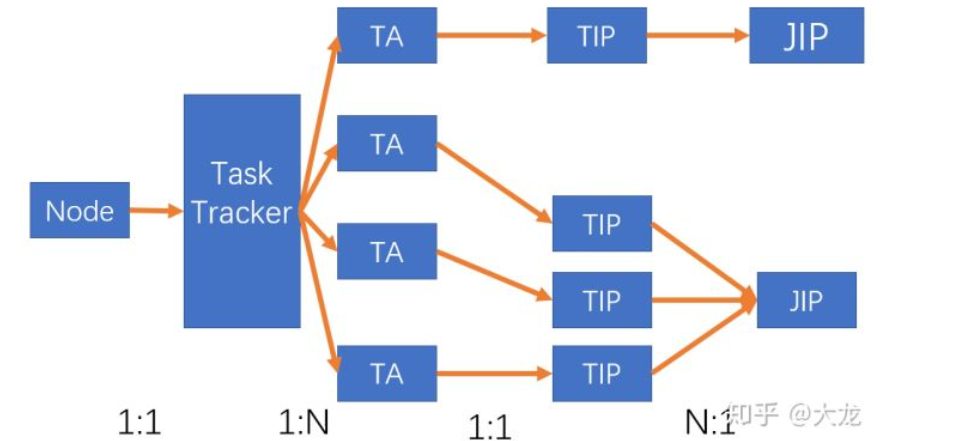 TA
TIP
JIP
TA
Node
Task
Tracker
TIP
TA
TIP
JIP
TA
TIP
1:1
1:N
1:1
N:1
知乎 @大龙